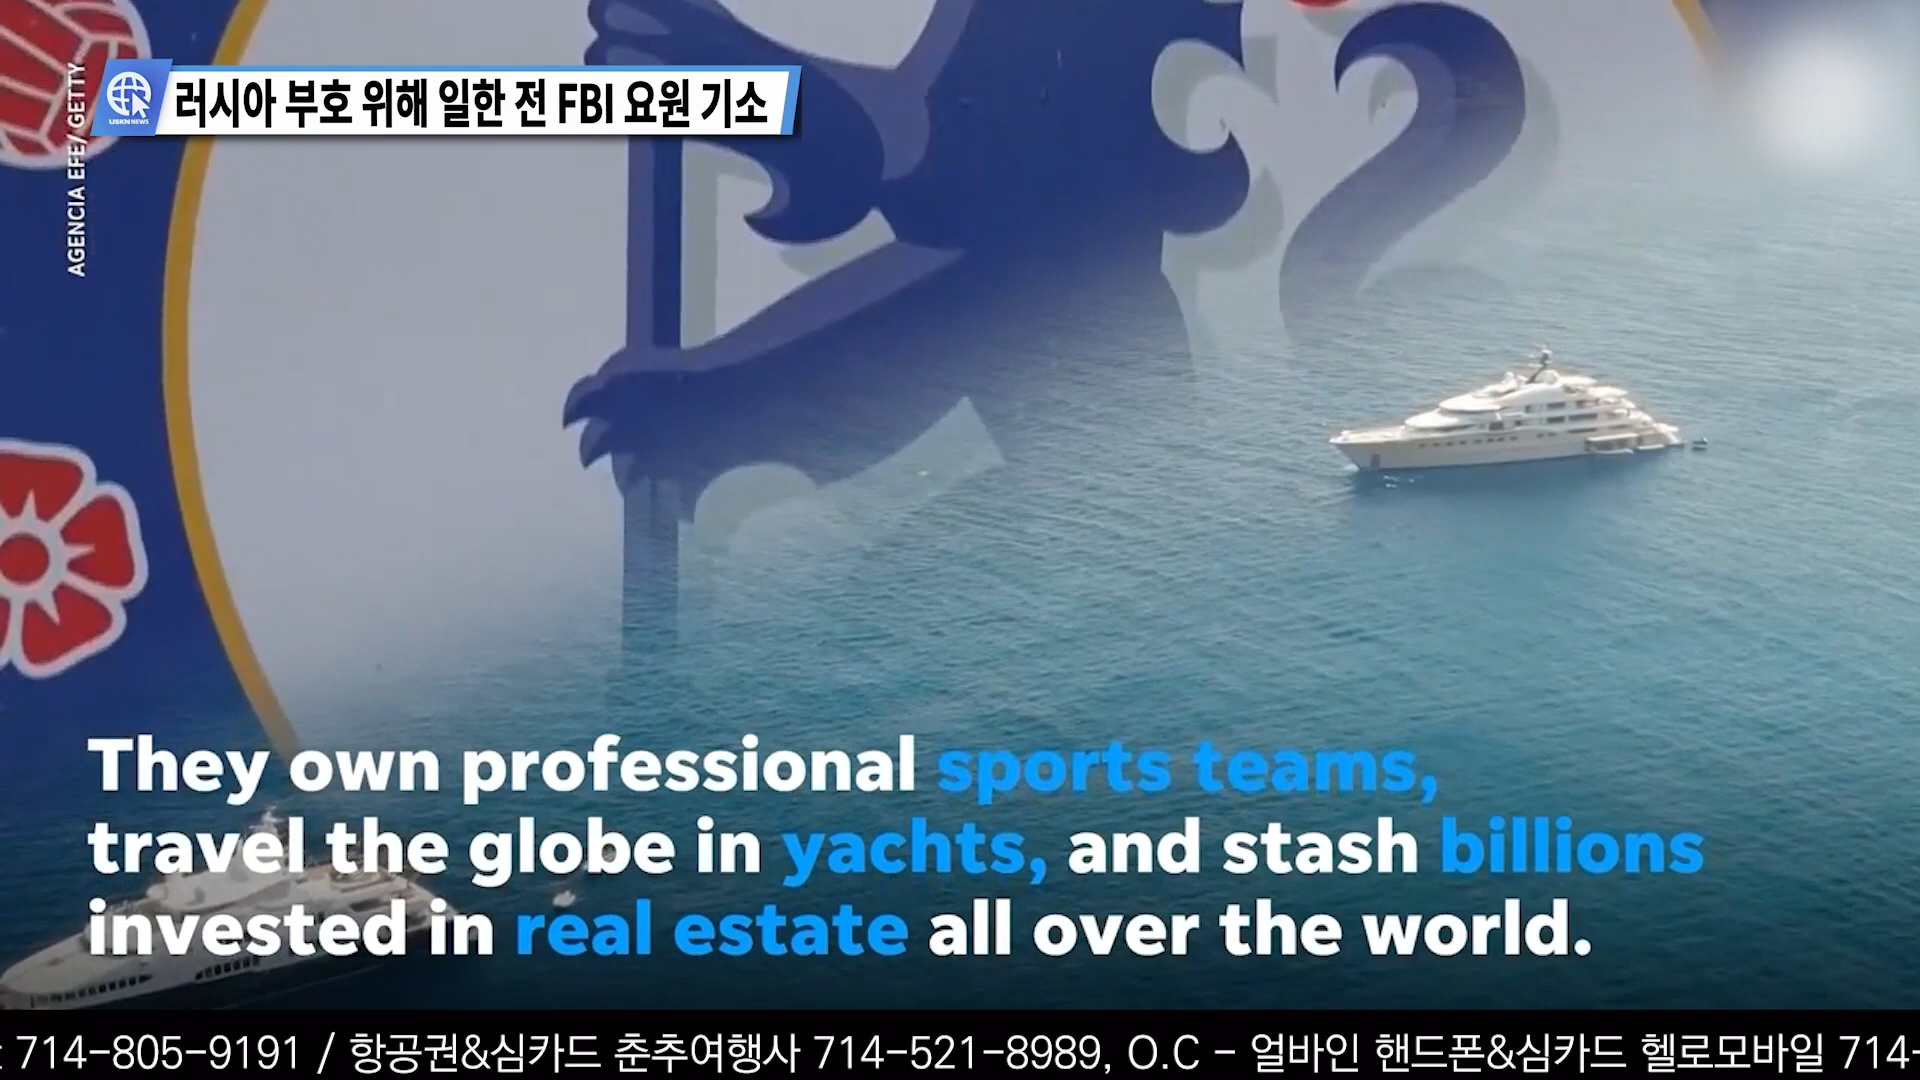 러시아 부호 위해 일한 전 FBI 요원 기소
USKN NEWS
AGENCIA EFE/ GETTY
They own professional sports teams,
travel the globe in yachts, and stash billions
invested in real estate all over the world.
714-805-9191 / 항공권&심카드 춘추여행사 714-521-8989, O.C - 얼바인 핸드폰&심카드 헬로모바일 714-